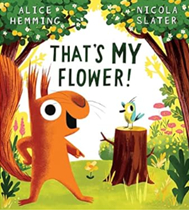 ALICE
HEMMING
NICOLA
SLATER
THAT'S MY
FLOWER!